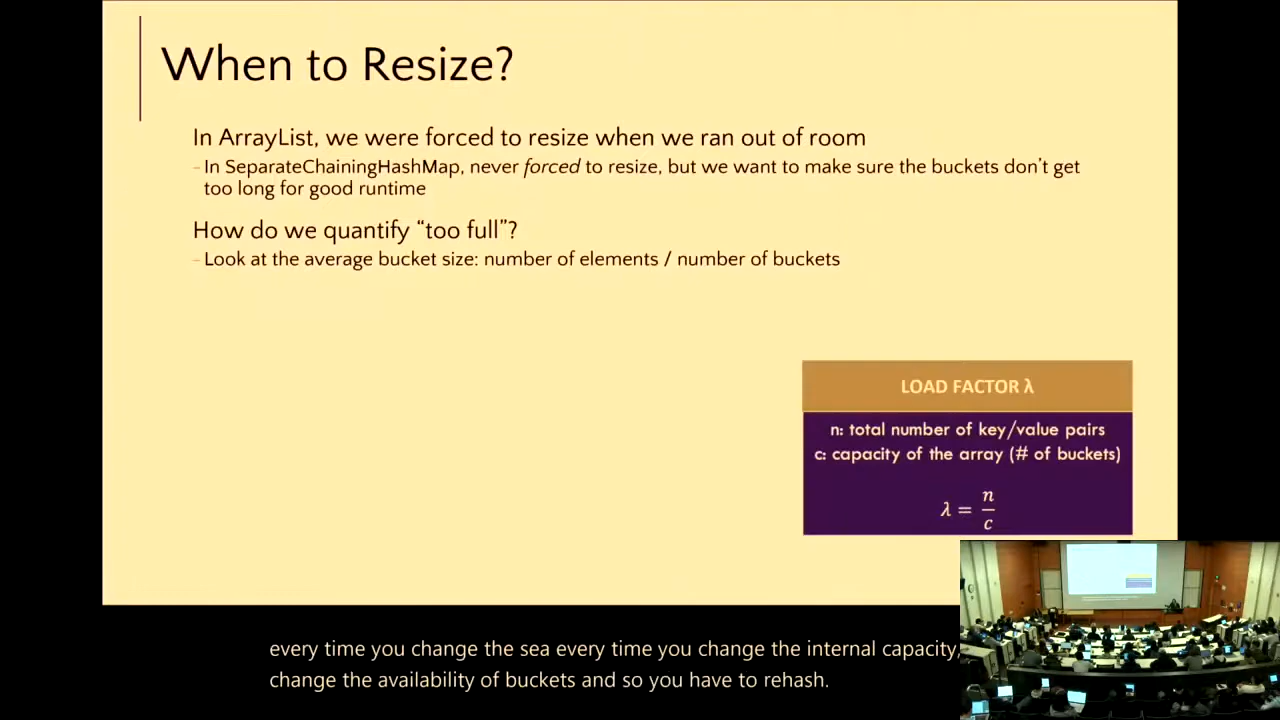 When to Resize?
In ArrayList, we were forced to resize when we ran out of room
- In SeparateChainingHashMap, never forced to resize, but we want to make sure the buckets don't get
too long for good runtime
How do we quantify “too full”?
- Look at the average bucket size: number of elements / number of buckets
LOAD FACTOR λ
n: total number of key/value pairs
c: capacity of the array (# of buckets)
λ = n/c
every time you change the sea every time you change the internal capacity,
change the availability of buckets and so you have to rehash.